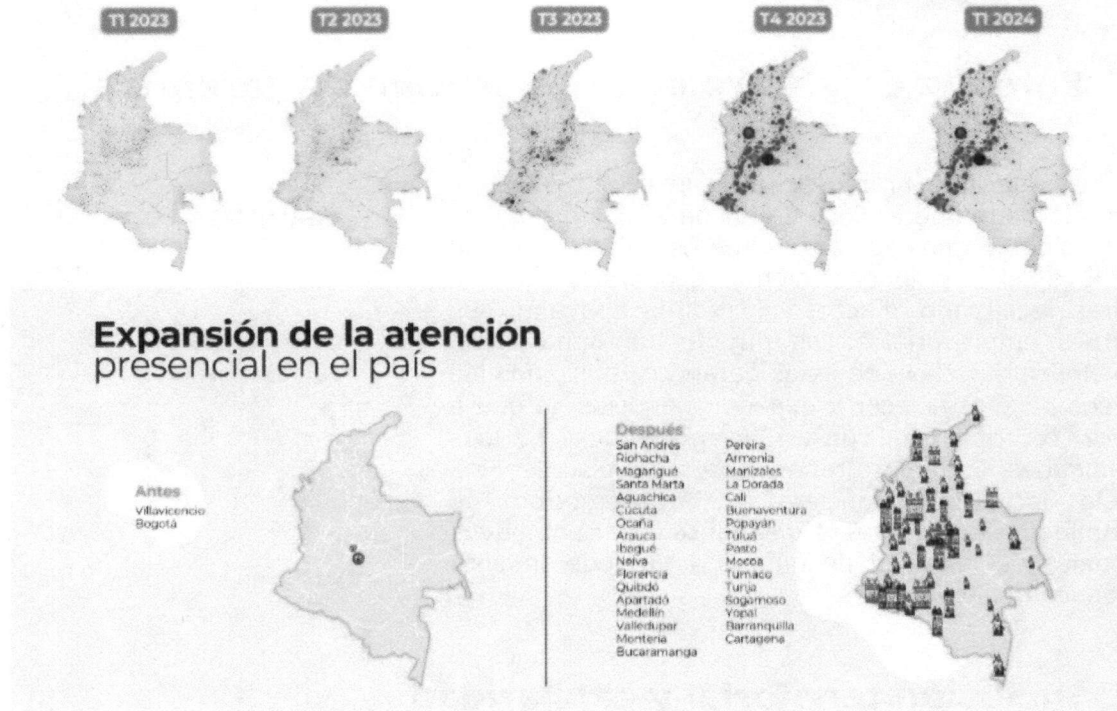 T1 2023
T2 2023
T3 2023
T4 2023
T1 2024
Expansión de la atención
presencial en el país
Antes
Villavicencio
Bogotá
Después
San Andrés
Riohacha
Magangué
Santa Marta
Aguachica
Cúcuta
Ocaña
Arauca
Ibagué
Neiva
Florencia
Quibdó
Apartadó
Medellín
Valledupar
Montería
Bucaramanga
Pereira
Armenia
Manizales
La Dorada
Cali
Buenaventura
Popayán
Tuluá
Pasto
Mocoa
Tumaco
Tunja
Sogamoso
Yopal
Barranquilla
Cartagena